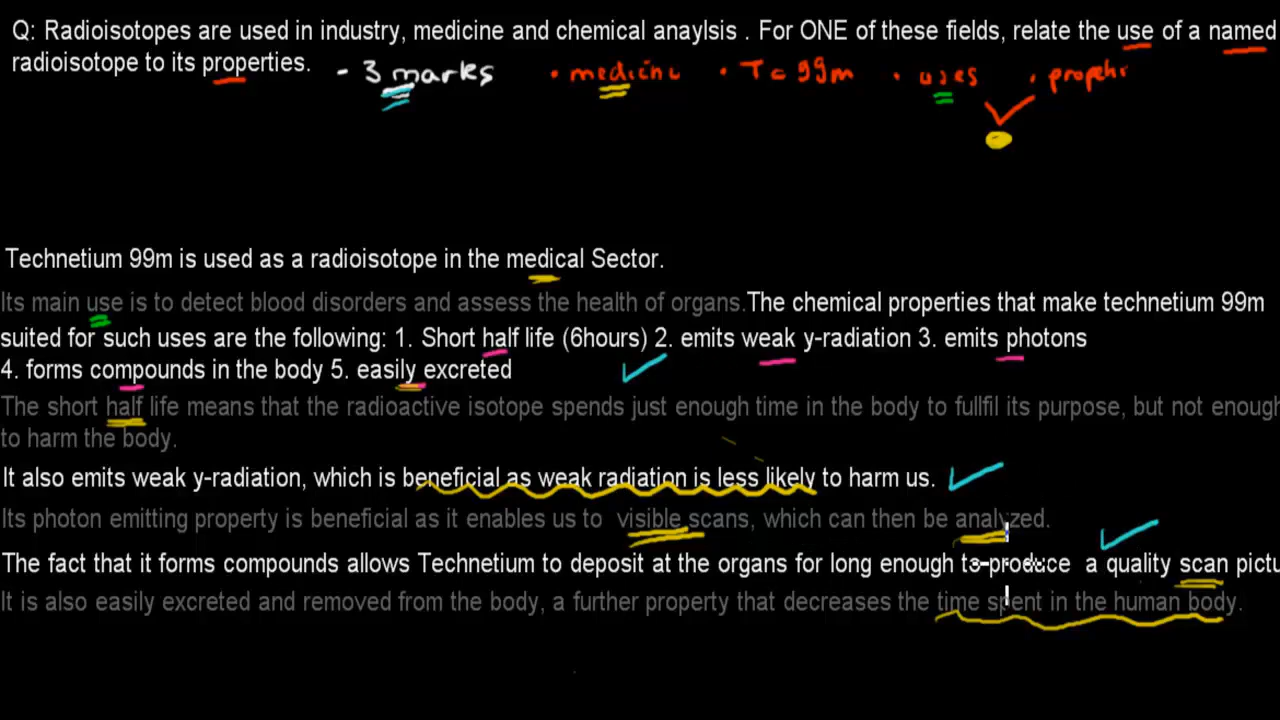 Q: Radioisotopes are used in industry, medicine and chemical anaylsis . For ONE of these fields, relate the use of a named
radioisotope to its properties. - 3 marks • medicine • Tc 99m • uses •
Technetium 99m is used as a radioisotope in the medical Sector.
Its main use is to detect blood disorders and assess the health of organs.The chemical properties that make technetium 99m
suited for such uses are the following: 1. Short half life (6hours) 2. emits weak y-radiation 3. emits photons
4. forms compounds in the body 5. easily excreted
The short half life means that the radioactive isotope spends just enough time in the body to fullfil its purpose, but not enough
to harm the body.
It also emits weak y-radiation, which is beneficial as weak radiation is less likely to harm us.
Its photon emitting property is beneficial as it enables us to visible scans, which can then be analyzed.
The fact that it forms compounds allows Technetium to deposit at the organs for long enough to produce a quality scan pictu
It is also easily excreted and removed from the body, a further property that decreases the time spent in the human body.